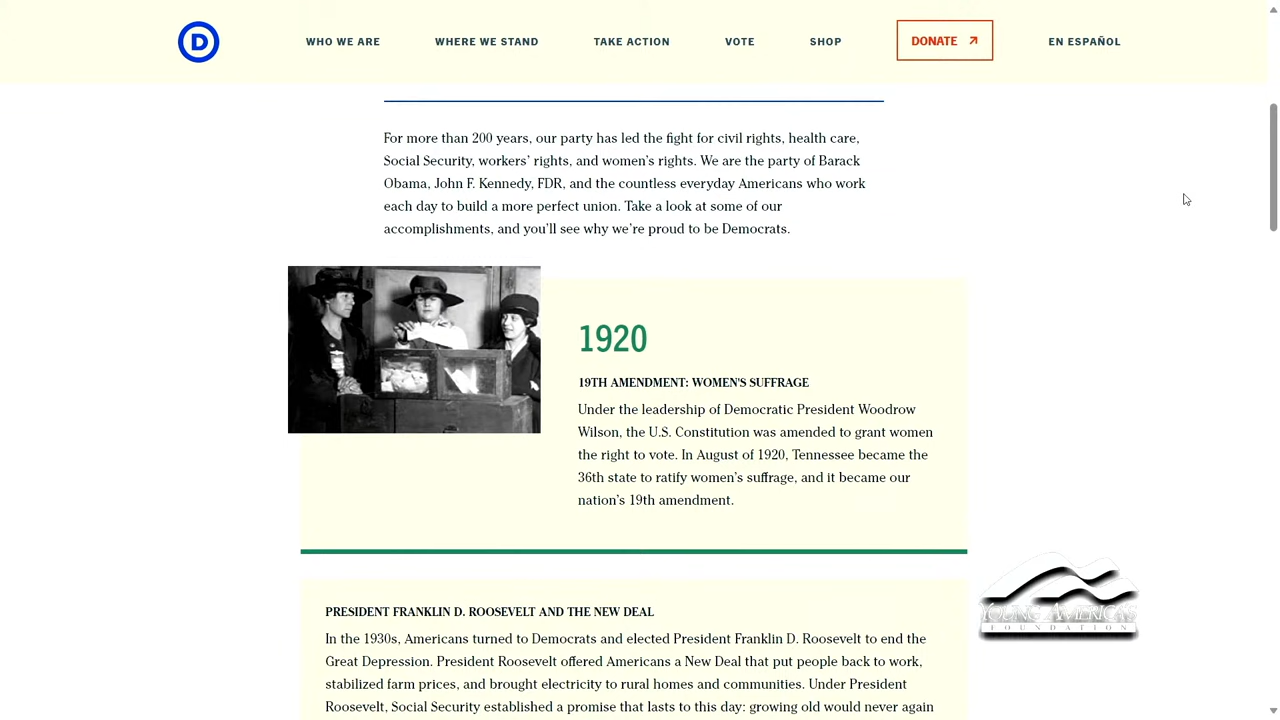 D
WHO WE ARE
WHERE WE STAND
TAKE ACTION
VOTE
SHOP
DONATE
EN ESPAÑOL
For more than 200 years, our party has led the fight for civil rights, health care,
Social Security, workers’ rights, and women’s rights. We are the party of Barack
Obama, John F. Kennedy, FDR, and the countless everyday Americans who work
each day to build a more perfect union. Take a look at some of our
accomplishments, and you’ll see why we’re proud to be Democrats.
1920
19TH AMENDMENT: WOMEN'S SUFFRAGE
Under the leadership of Democratic President Woodrow
Wilson, the U.S. Constitution was amended to grant women
the right to vote. In August of 1920, Tennessee became the
36th state to ratify women’s suffrage, and it became our
nation’s 19th amendment.
PRESIDENT FRANKLIN D. ROOSEVELT AND THE NEW DEAL
In the 1930s, Americans turned to Democrats and elected President Franklin D. Roosevelt to end the
Great Depression. President Roosevelt offered Americans a New Deal that put people back to work,
stabilized farm prices, and brought electricity to rural homes and communities. Under President
Roosevelt, Social Security established a promise that lasts to this day: growing old would never again
YOUNG AMERICA'S
FOUNDATION